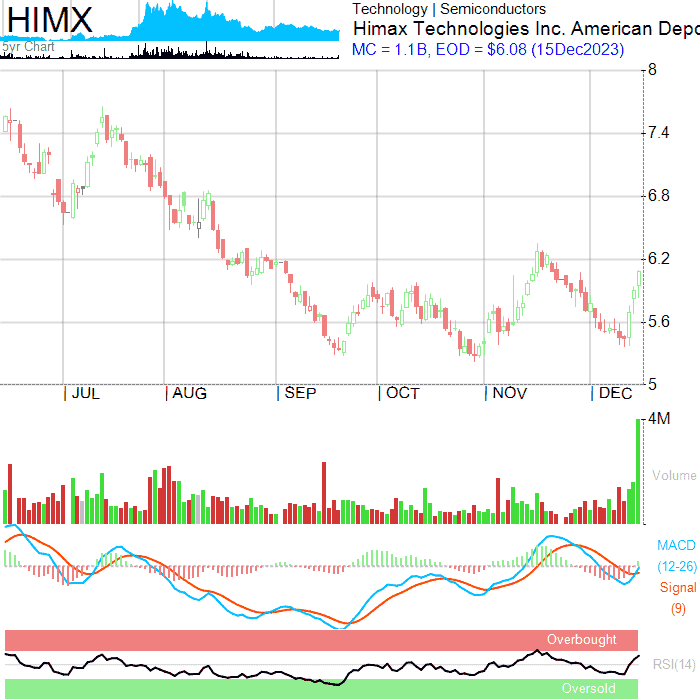 HIMX
5yr Chart
Technology | Semiconductors
Himax Technologies Inc. American Depo
MC = 1.1B, EOD = $6.08 (15Dec2023)
8
7.4
6.8
6.2
5.6
5
| JUL | AUG | SEP | OCT | NOV | DEC
4M
Volume
MACD
(12-26)
Signal
(9)
Overbought
RSI(14)
Oversold